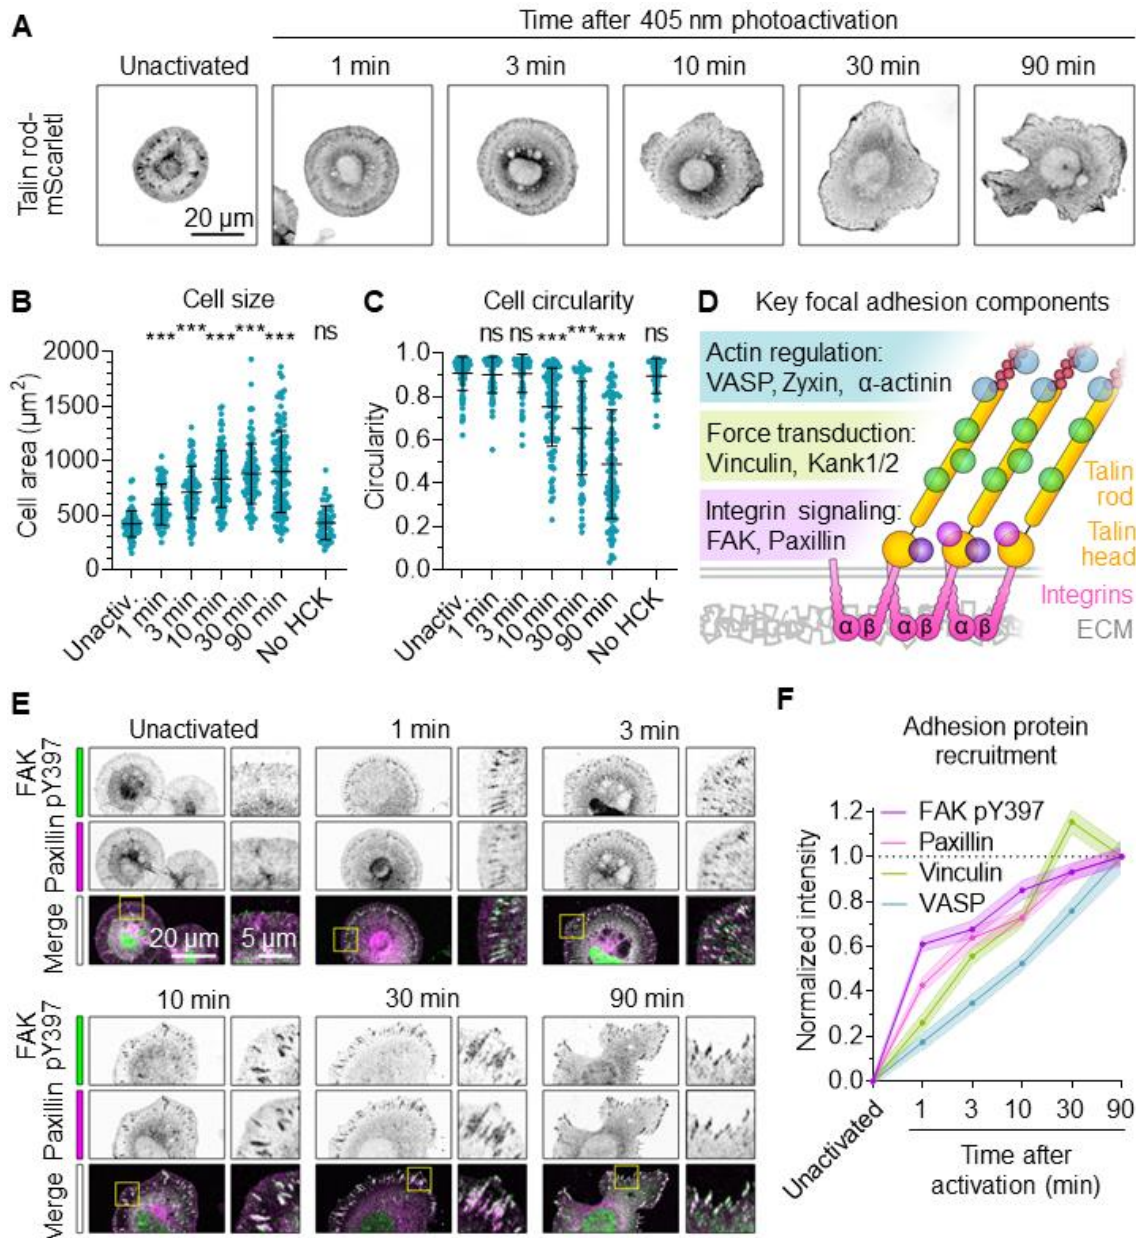 A
Time after 405 nm photoactivation
Unactivated
1 min
3 min
10 min
30 min
90 min
Talin rod-
mScarletI
20 µm
B
Cell size
*** *** *** *** *** ns
Cell area (µm²)
2000
1500
1000
500
0
Unactiv.
1 min
3 min
10 min
30 min
90 min
No HCK
C
Cell circularity
ns ns *** *** *** ns
Circularity
1.0
0.8
0.6
0.4
0.2
0.0
Unactiv.
1 min
3 min
10 min
30 min
90 min
No HCK
D
Key focal adhesion components
Actin regulation:
VASP, Zyxin, α-actinin
Force transduction:
Vinculin, Kank1/2
Integrin signaling:
FAK, Paxillin
Talin
rod
Talin
head
Integrins
ECM
α β α β α β
E
Unactivated
1 min
3 min
FAK
pY397
Paxillin
Merge
20 µm
5 µm
10 min
30 min
90 min
FAK
pY397
Paxillin
Merge
F
Adhesion protein
recruitment
Normalized intensity
1.2
1.0
0.8
0.6
0.4
0.2
0.0
FAK pY397
Paxillin
Vinculin
VASP
Unactivated
1
3
10
30
90
Time after
activation (min)